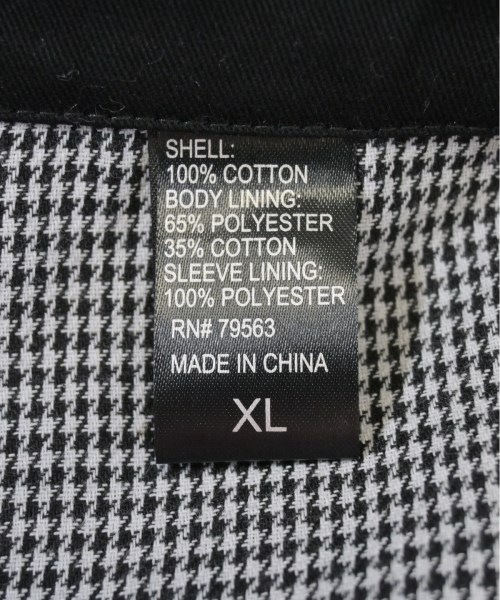 SHELL:
100% COTTON
BODY LINING:
65% POLYESTER
35% COTTON
SLEEVE LINING:
100% POLYESTER
RN# 79563
MADE IN CHINA
XL